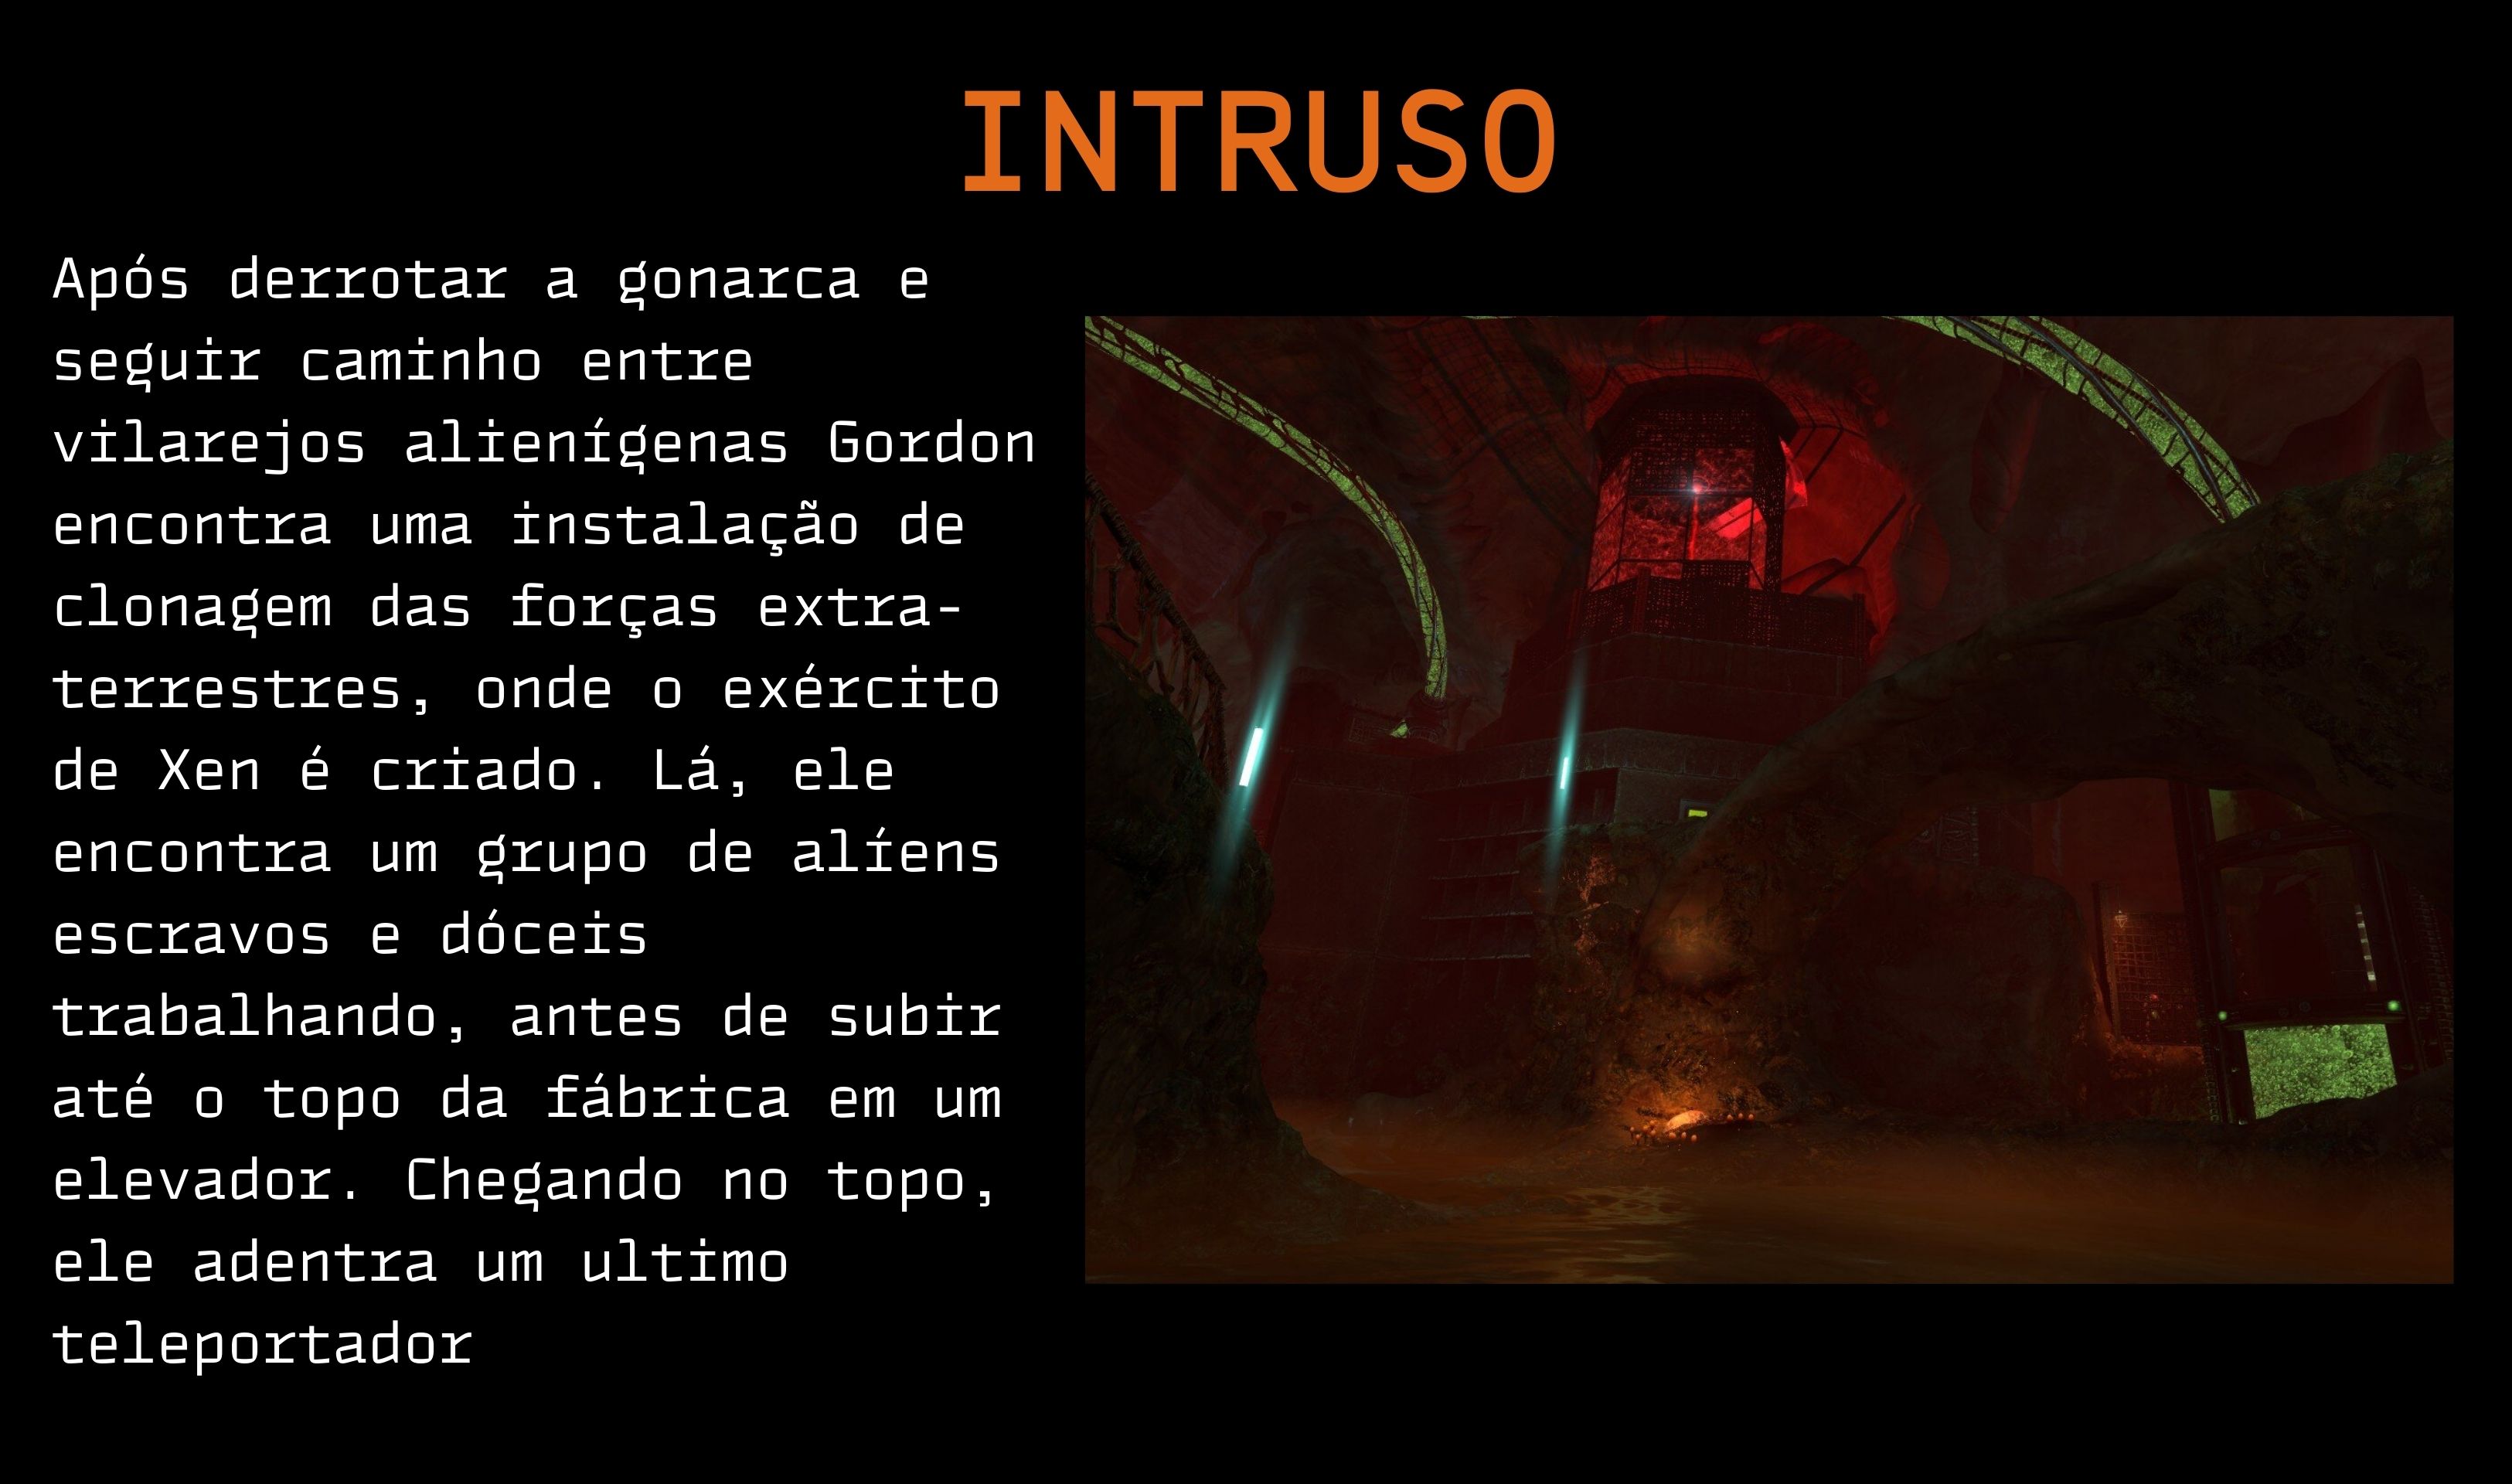 INTRUSO
Após derrotar a gonarca e
seguir caminho entre
vilarejos alienígenas Gordon
encontra uma instalação de
clonagem das forças extra-
terrestres, onde o exército
de Xen é criado. Lá, ele
encontra um grupo de alíens
escravos e dóceis
trabalhando, antes de subir
até o topo da fábrica em um
elevador. Chegando no topo,
ele adentra um ultimo
teleportador